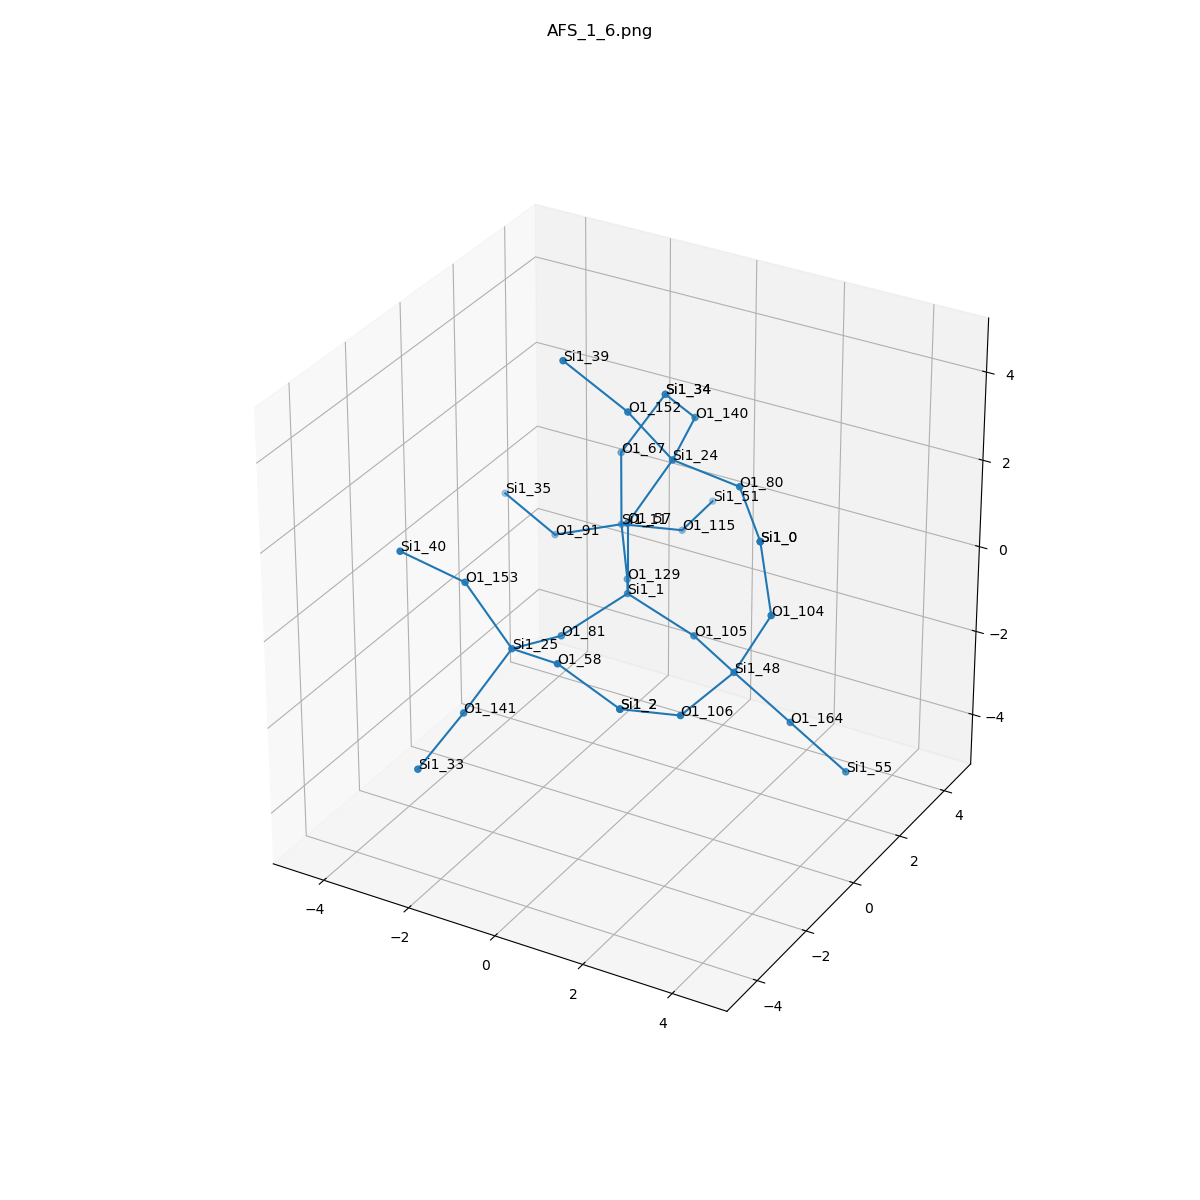 AFS_1_6.png
Si1_39
Si1_34
O1_152
O1_140
O1_67
Si1_24
O1_80
Si1_35
Si1_51
O1_57
O1_91
O1_115
Si1_0
Si1_40
O1_153
O1_129
Si1_1
O1_104
O1_81
O1_105
Si1_25
O1_58
Si1_48
Si1_2
O1_141
O1_106
O1_164
Si1_33
Si1_55
4
2
0
−2
−4
4
2
0
−2
−4
−4
−2
0
2
4